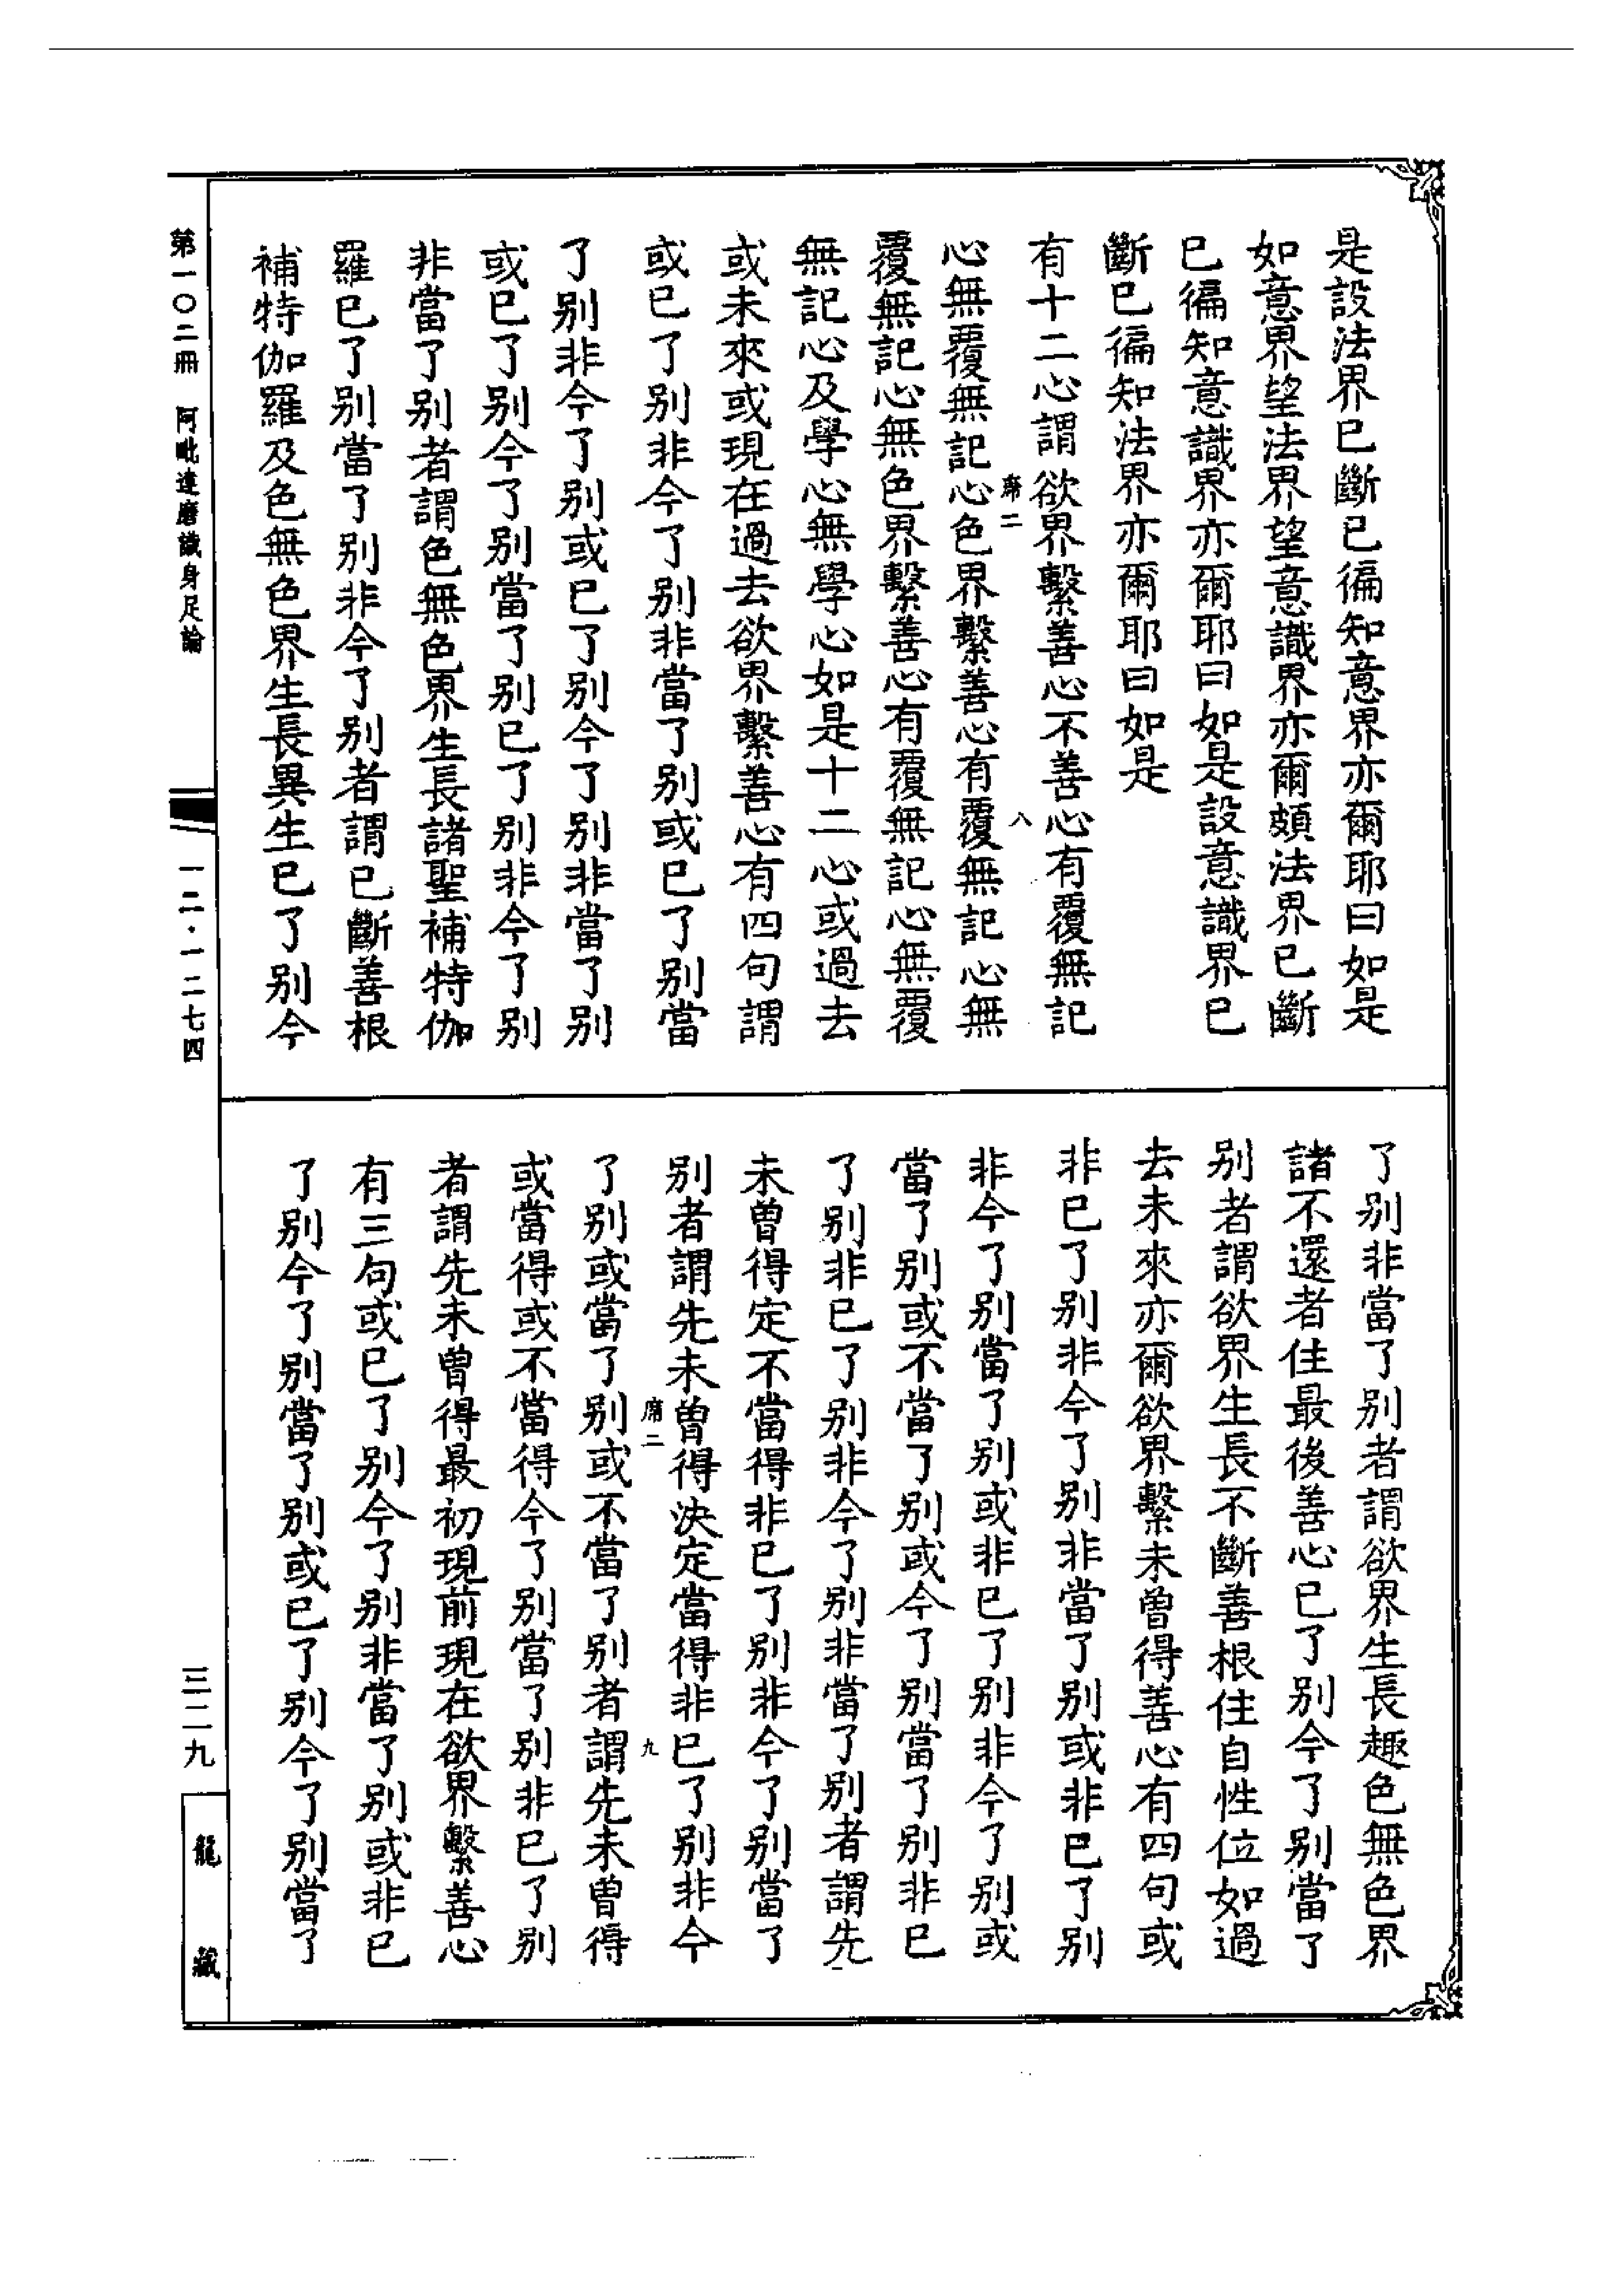 是設法界已斷已徧知意界亦爾耶曰如是
如意界望法界望意識界亦爾頗法界已斷
已徧知意識界亦爾耶曰如是設意識界已
斷已徧知法界亦爾耶曰如是
有十二心謂欲界繫善心不善心有覆無記
席二 八
心無覆無記心色界繫善心有覆無記心無
覆無記心無色界繫善心有覆無記心無覆
無記心及學心無學心如是十二心或過去
或未來或現在過去欲界繫善心有四句謂
或已了別非今了別非當了別或已了別當
了別非今了別或已了別今了別非當了別
或已了別今了別當了別已了別非今了別
非當了別者謂色無色界生長諸聖補特伽
羅已了別當了別非今了別者謂已斷善根
補特伽羅及色無色界生長異生已了別今
第一〇二冊 阿毗達磨識身足論
一二·一二七四
了別非當了別者謂欲界生長趣色無色界
諸不還者住最後善心已了別今了別當了
別者謂欲界生長不斷善根住自性位如過
去未來亦爾欲界繫未曾得善心有四句或
非已了別非今了別非當了別或非已了別
非今了別當了別或非已了別非今了別或
當了別或不當了別或今了別當了別非已
了別非已了別非今了別非當了別者謂先
未曾得定不當得非已了別非今了別當了
別者謂先未曾得決定當得非已了別非今
席二 九
了別或當了別或不當了別者謂先未曾得
或當得或不當得今了別當了別非已了別
者謂先未曾得最初現前現在欲界繫善心
有三句或已了別今了別非當了別或非已
了別今了別當了別或已了別今了別當了
三二九
龍藏